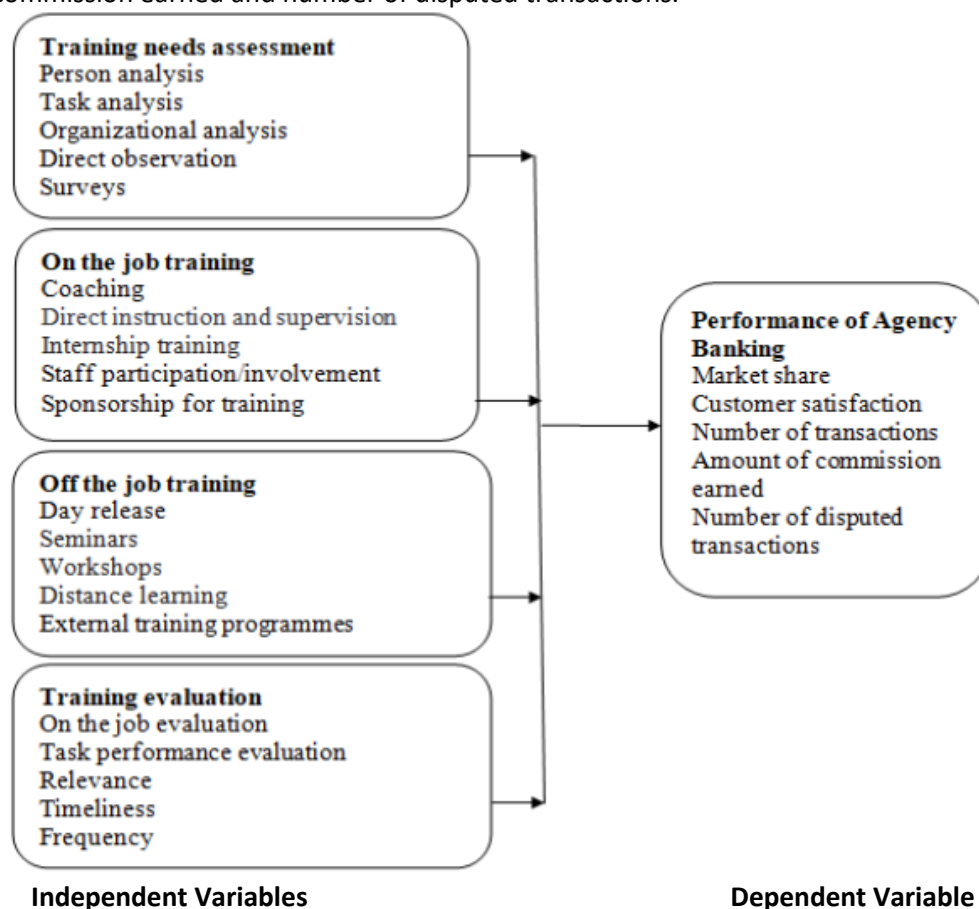 commission earned and number of disputed transactions.
Training needs assessment
Person analysis
Task analysis
Organizational analysis
Direct observation
Surveys
On the job training
Coaching
Direct instruction and supervision
Internship training
Staff participation/involvement
Sponsorship for training
Off the job training
Day release
Seminars
Workshops
Distance learning
External training programmes
Training evaluation
On the job evaluation
Task performance evaluation
Relevance
Timeliness
Frequency
Performance of Agency
Banking
Market share
Customer satisfaction
Number of transactions
Amount of commission
earned
Number of disputed
transactions
Independent Variables
Dependent Variable